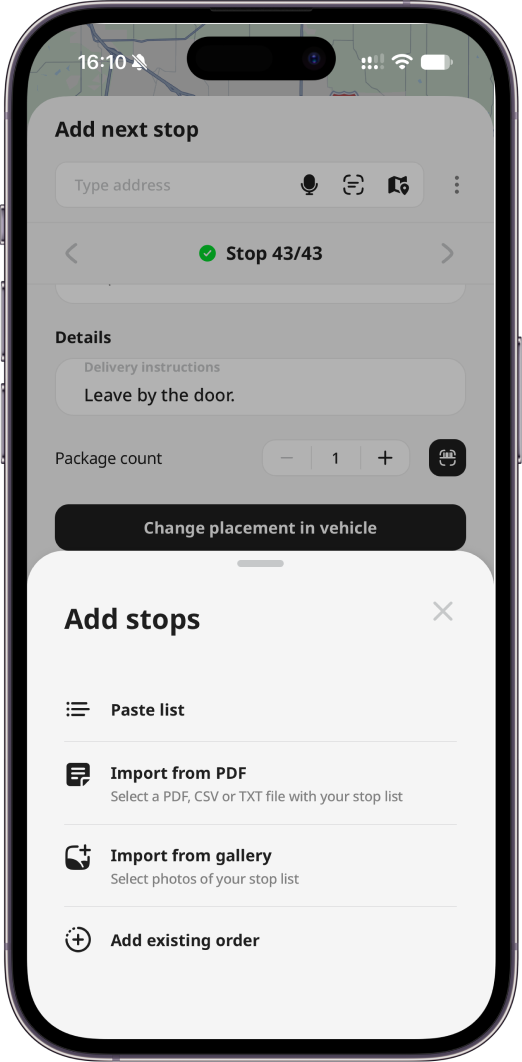 16:10
Add next stop
Type address
Stop 43/43
Details
Delivery instructions
Leave by the door.
Package count
1
Change placement in vehicle
Add stops
Paste list
Import from PDF
Select a PDF, CSV or TXT file with your stop list
Import from gallery
Select photos of your stop list
Add existing order